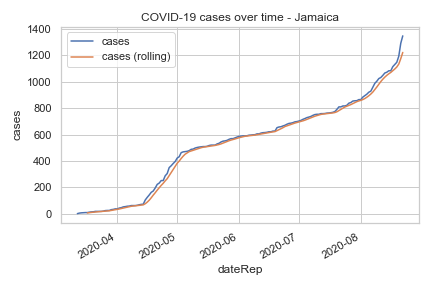 COVID-19 cases over time - Jamaica
cases
cases (rolling)
1400
1200
1000
800
600
400
200
0
cases
2020-04
2020-05
2020-06
2020-07
2020-08
dateRep